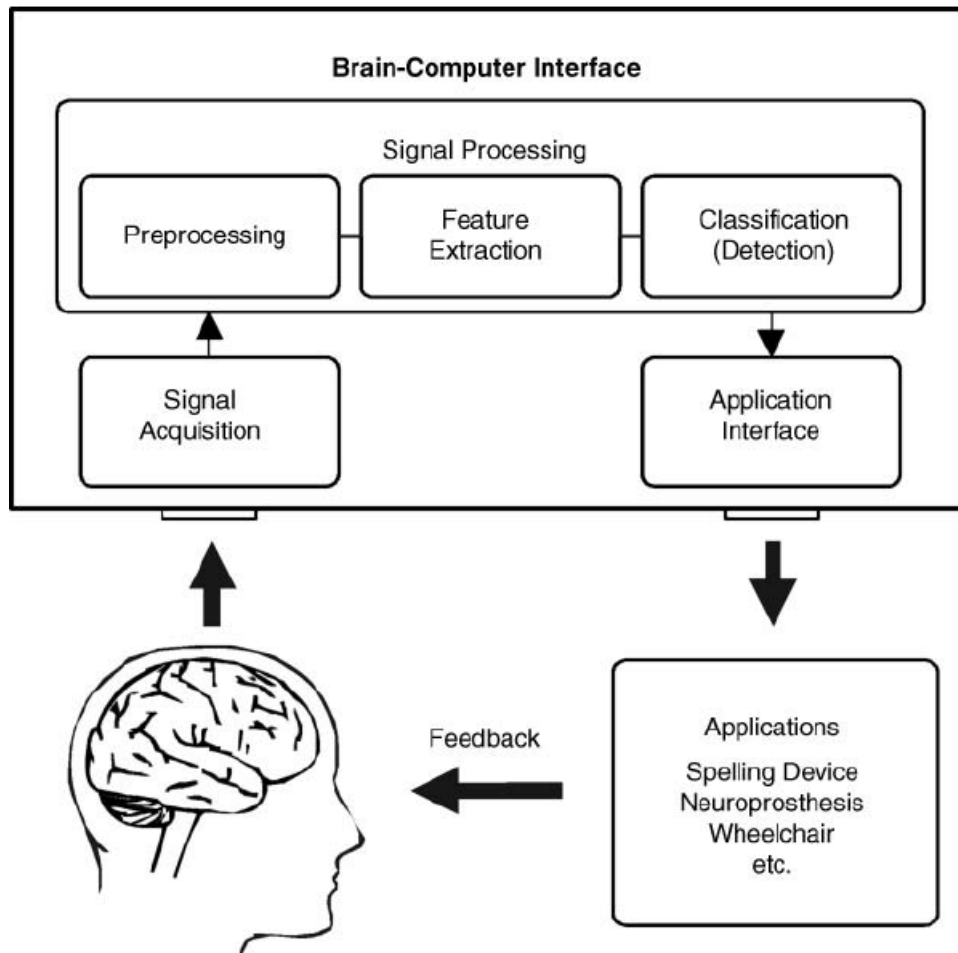 Brain-Computer Interface
Signal Processing
Preprocessing
Feature
Extraction
Classification
(Detection)
Signal
Acquisition
Application
Interface
Feedback
Applications
Spelling Device
Neuroprosthesis
Wheelchair
etc.